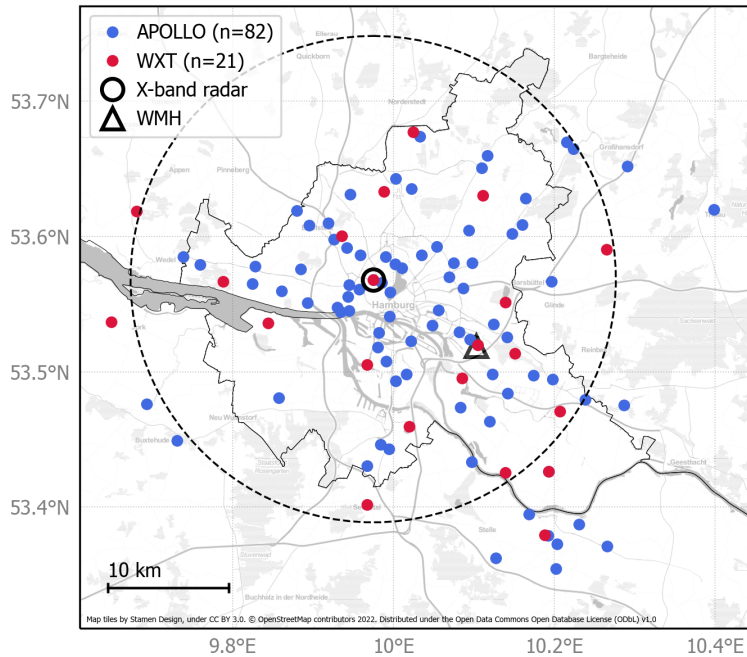 APOLLO (n=82)
WXT (n=21)
X-band radar
WMH
53.7°N
53.6°N
53.5°N
53.4°N
Ellerau
Quickborn
Bargteheide
Norderstedt
Großhansdorf
Appen
Pinneberg
Wedel
Hamburg
Glinde
Sachsenwald
Reinbek
Neu Wulmstorf
Buxtehude
Geesthacht
Stelle
Buchholz in der Nordheide
10 km
Map tiles by Stamen Design, under CC BY 3.0. © OpenStreetMap contributors 2022. Distributed under the Open Data Commons Open Database License (ODbL) v1.0
9.8°E
10°E
10.2°E
10.4°E